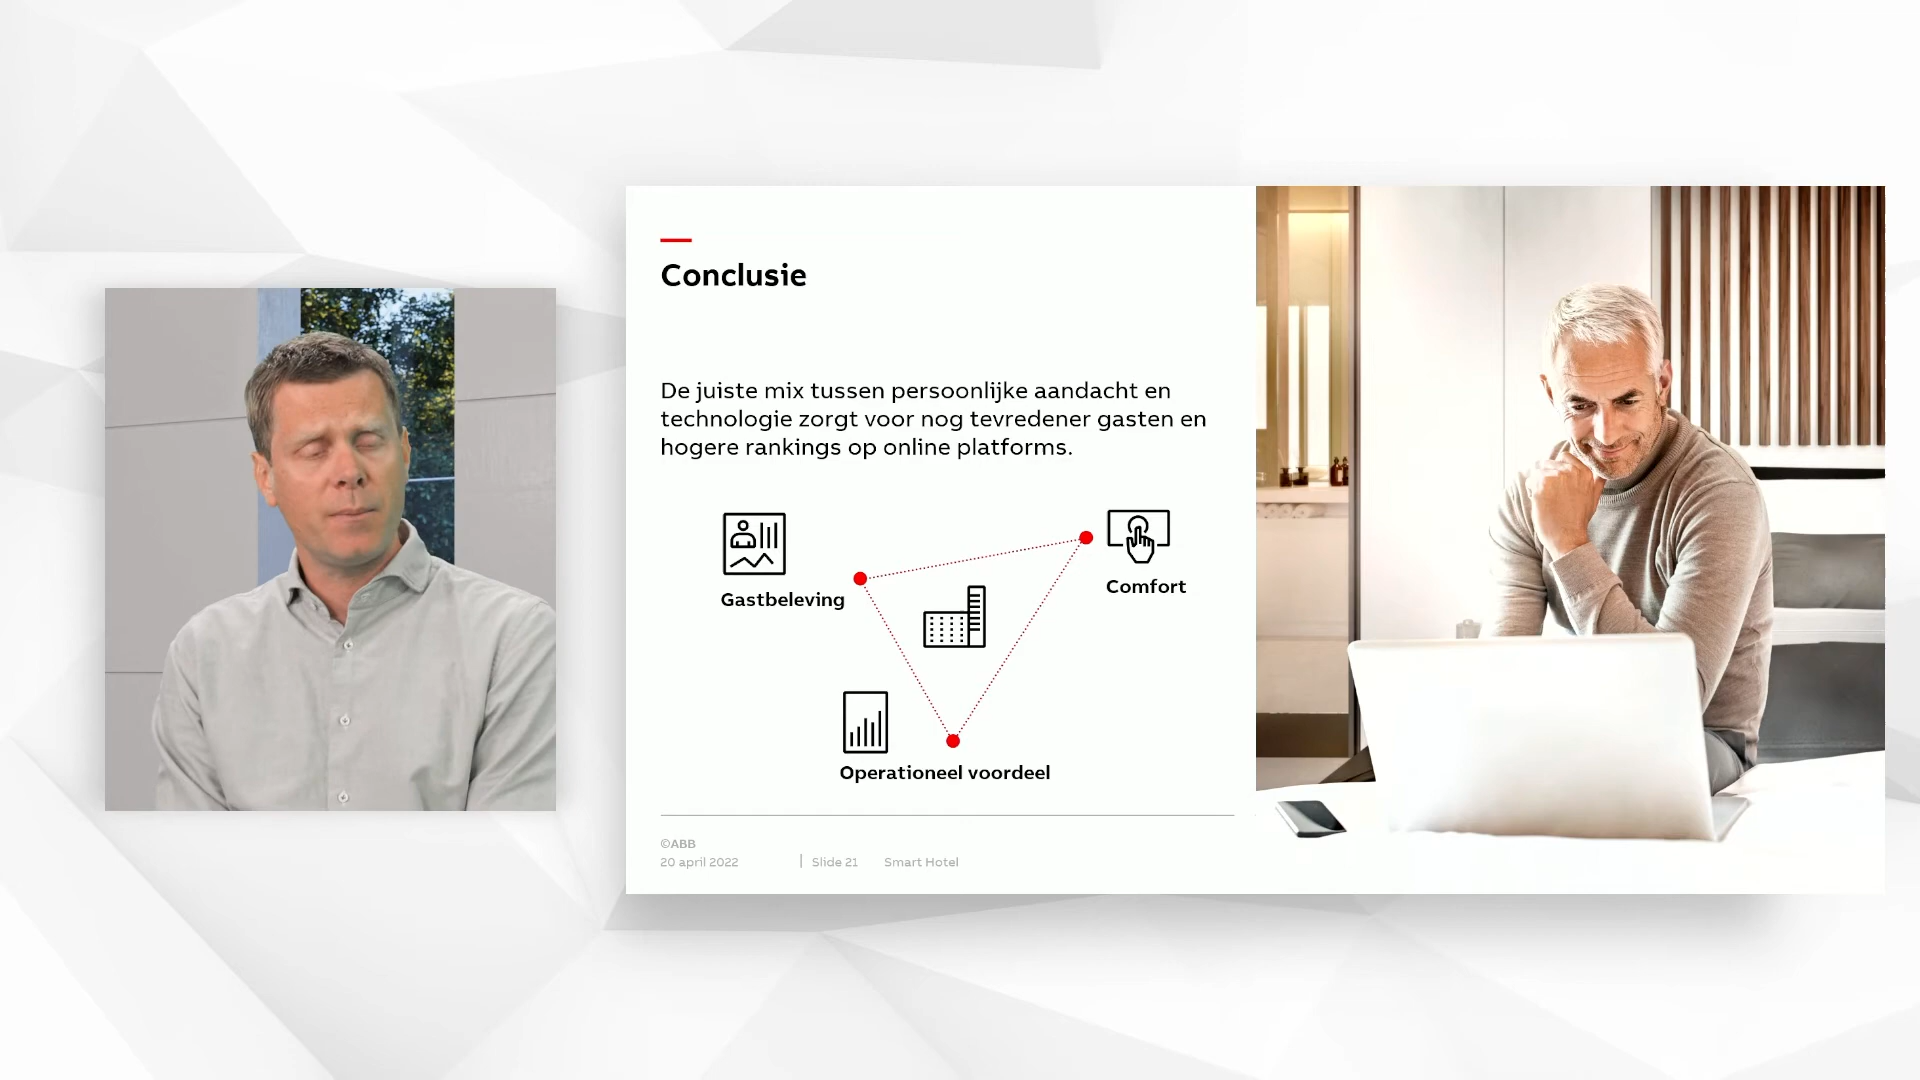 Conclusie
De juiste mix tussen persoonlijke aandacht en
technologie zorgt voor nog tevredener gasten en
hogere rankings op online platforms.
Gastbeleving
Comfort
Operationeel voordeel
©ABB
20 april 2022 | Slide 21 Smart Hotel